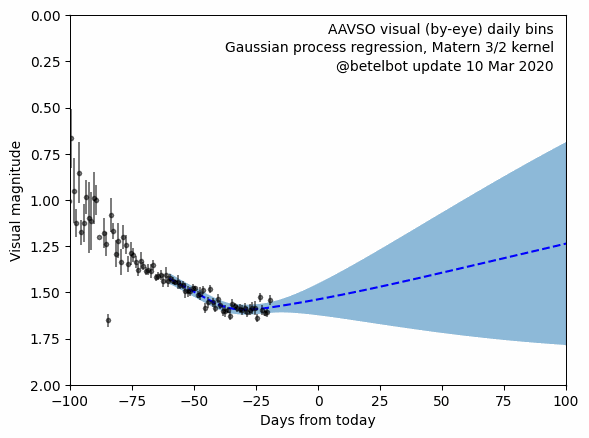 AAVSO visual (by-eye) daily bins
Gaussian process regression, Matern 3/2 kernel
@betelbot update 10 Mar 2020
Visual magnitude
0.00
0.25
0.50
0.75
1.00
1.25
1.50
1.75
2.00
−100 −75 −50 −25 0 25 50 75 100
Days from today